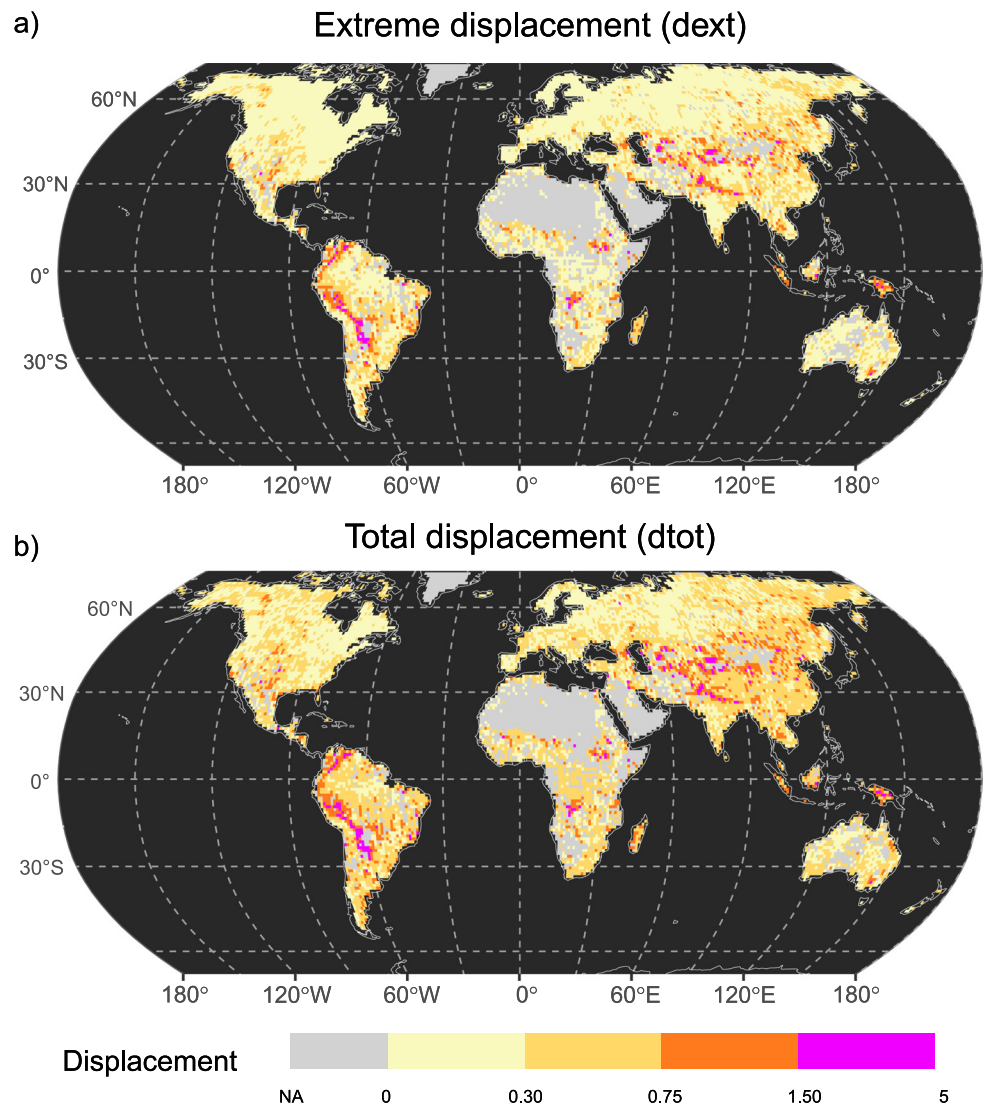 a)
Extreme displacement (dext)
60°N
30°N
0°
30°S
180° 120°W 60°W 0° 60°E 120°E 180°
b)
Total displacement (dtot)
60°N
30°N
0°
30°S
180° 120°W 60°W 0° 60°E 120°E 180°
Displacement
NA 0 0.30 0.75 1.50 5